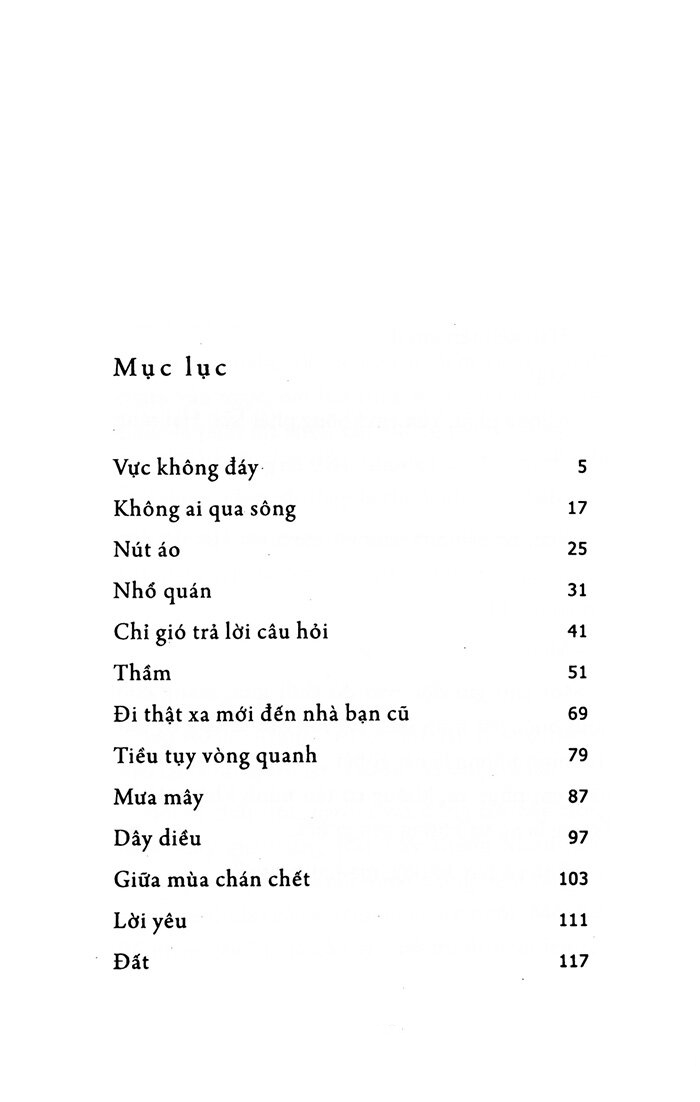 Mục lục
Vực không đáy 5
Không ai qua sông 17
Nút áo 25
Nhổ quán 31
Chỉ gió trả lời câu hỏi 41
Thầm 51
Đi thật xa mới đến nhà bạn cũ 69
Tiều tụy vòng quanh 79
Mưa mây 87
Dây diều 97
Giữa mùa chán chết 103
Lời yêu 111
Đất 117